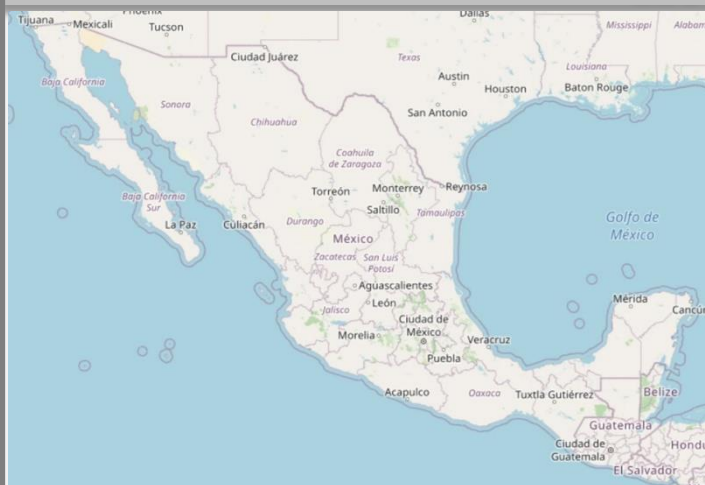 Phoenix
Dallas
Tijuana
Mexicali
Tucson
Mississippi
Alabam
Ciudad Juárez
Texas
Louisiana
Baja California
Austin
Houston
Baton Rouge
Sonora
San Antonio
Chihuahua
Coahuila
de Zaragoza
Torreón
Monterrey
Reynosa
Baja California
Sur
Saltillo
Tamaulipas
La Paz
Culiacán
Durango
Golfo de
México
México
Zacatecas
San Luis
Potosí
Aguascalientes
León
Mérida
Cancún
Jalisco
Ciudad de
México
Morelia
Veracruz
Puebla
Acapulco
Oaxaca
Tuxtla Gutiérrez
Belize
Guatemala
Ciudad de
Guatemala
Hondu
El Salvador